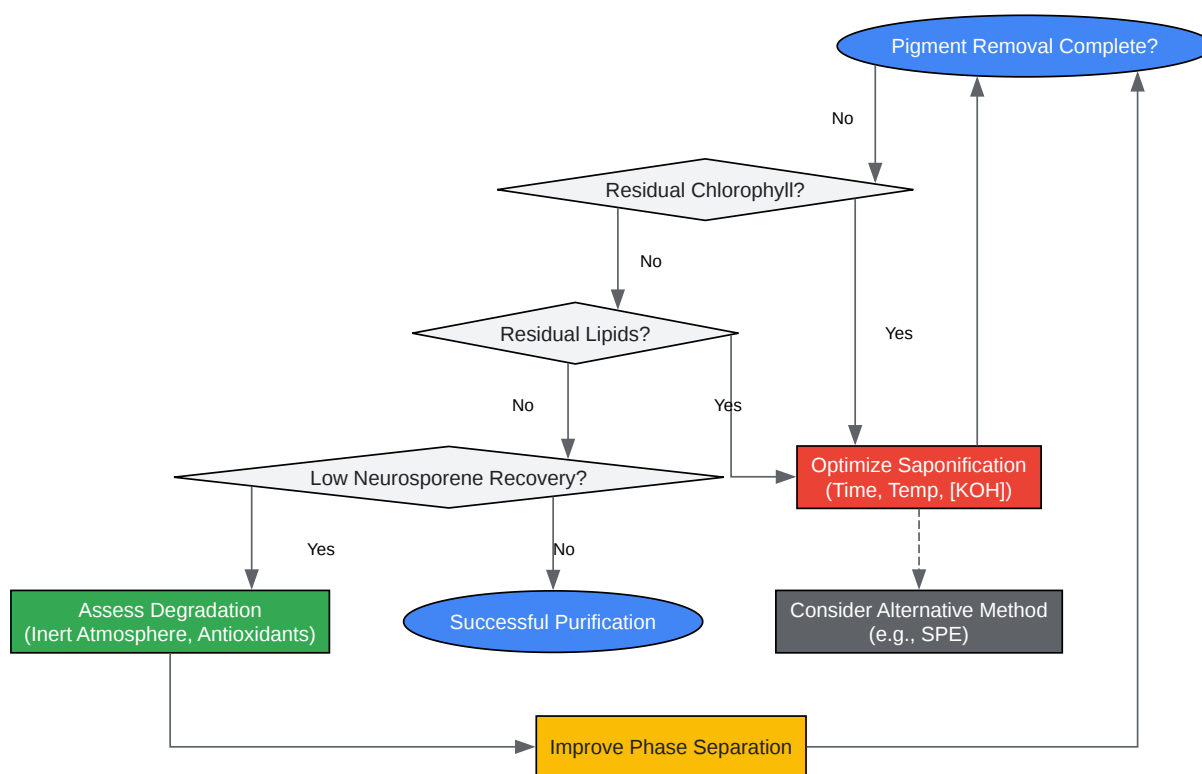 Pigment Removal Complete?
No
Residual Chlorophyll?
No
Residual Lipids?
Yes
No
Yes
Low Neurosporene Recovery?
Optimize Saponification
(Time, Temp, [KOH])
Yes
No
Assess Degradation
(Inert Atmosphere, Antioxidants)
Successful Purification
Consider Alternative Method
(e.g., SPE)
Improve Phase Separation